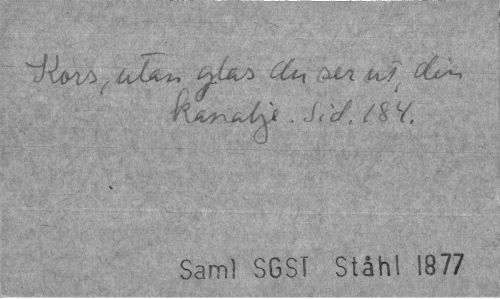 Kors, utan glas du ser ut, din
kanalje. Sid. 184.
Saml SGST Ståhl 1877